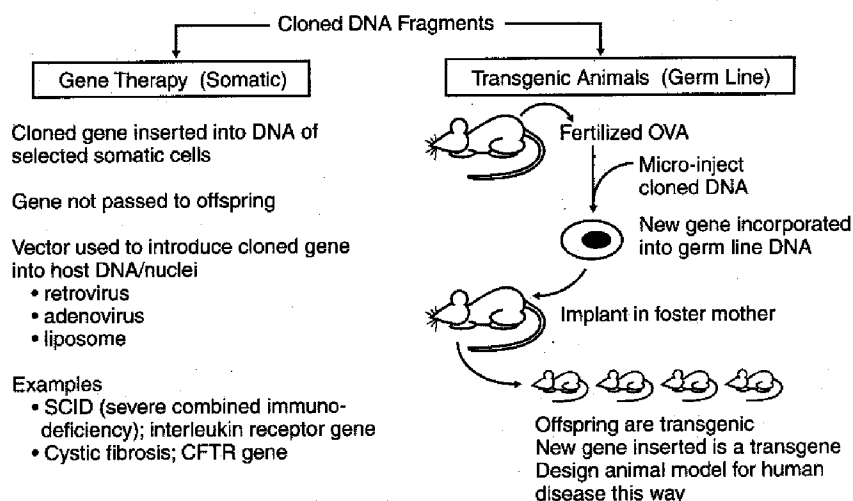 Cloned DNA Fragments
Gene Therapy (Somatic)
Cloned gene inserted into DNA of
selected somatic cells
Gene not passed to offspring
Vector used to introduce cloned gene
into host DNA/nuclei
• retrovirus
• adenovirus
• liposome
Examples
• SCID (severe combined immuno-
deficiency); interleukin receptor gene
• Cystic fibrosis; CFTR gene
Transgenic Animals (Germ Line)
Fertilized OVA
Micro-inject
cloned DNA
New gene incorporated
into germ line DNA
Implant in foster mother
Offspring are transgenic
New gene inserted is a transgene
Design animal model for human
disease this way